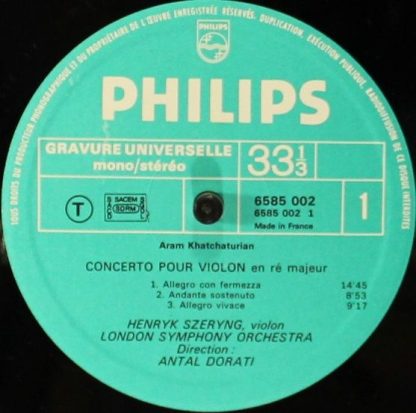 TOUS DROITS DU PRODUCTEUR PHONOGRAPHIQUE ET DU PROPRIÉTAIRE DE L'ŒUVRE ENREGISTRÉE RÉSERVÉS. DUPLICATION, EXÉCUTION PUBLIQUE, RADIODIFFUSION DE CE DISQUE INTERDITES
PHILIPS
PHILIPS
GRAVURE UNIVERSELLE
mono/stéréo
33 1/3
T
SACEM
SDRM
6585 002
6585 002 1
Made in France
1
Aram Khatchaturian
CONCERTO POUR VIOLON en ré majeur
1. Allegro con fermezza 14'45
2. Andante sostenuto 8'53
3. Allegro vivace 9'17
HENRYK SZERYNG, violon
LONDON SYMPHONY ORCHESTRA
Direction :
ANTAL DORATI